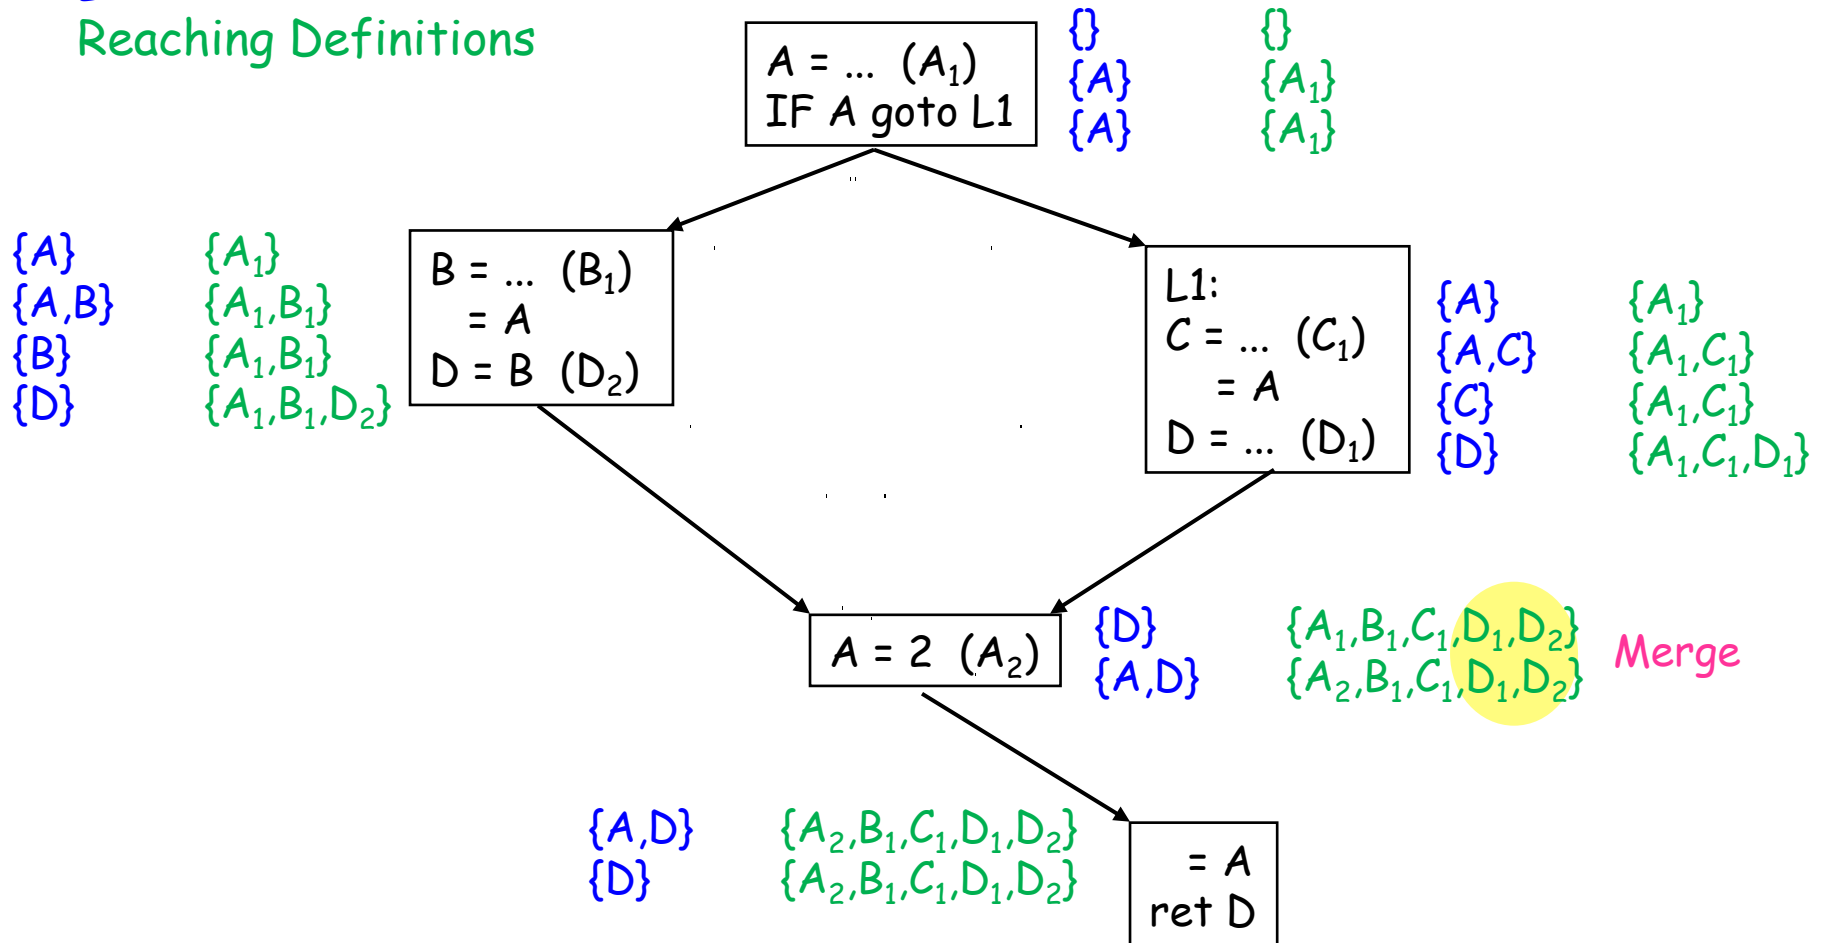 Reaching Definitions
A = ... (A₁)
IF A goto L1
{} {}
{A} {A₁}
{A} {A₁}
{A} {A₁}
{A,B} {A₁,B₁}
{B} {A₁,B₁}
{D} {A₁,B₁,D₂}
B = ... (B₁)
= A
D = B (D₂)
L1:
C = ... (C₁)
= A
D = ... (D₁)
{A} {A₁}
{A,C} {A₁,C₁}
{C} {A₁,C₁}
{D} {A₁,C₁,D₁}
A = 2 (A₂)
{D} {A₁,B₁,C₁,D₁,D₂}
{A,D} {A₂,B₁,C₁,D₁,D₂}
Merge
{A,D} {A₂,B₁,C₁,D₁,D₂}
{D} {A₂,B₁,C₁,D₁,D₂}
= A
ret D